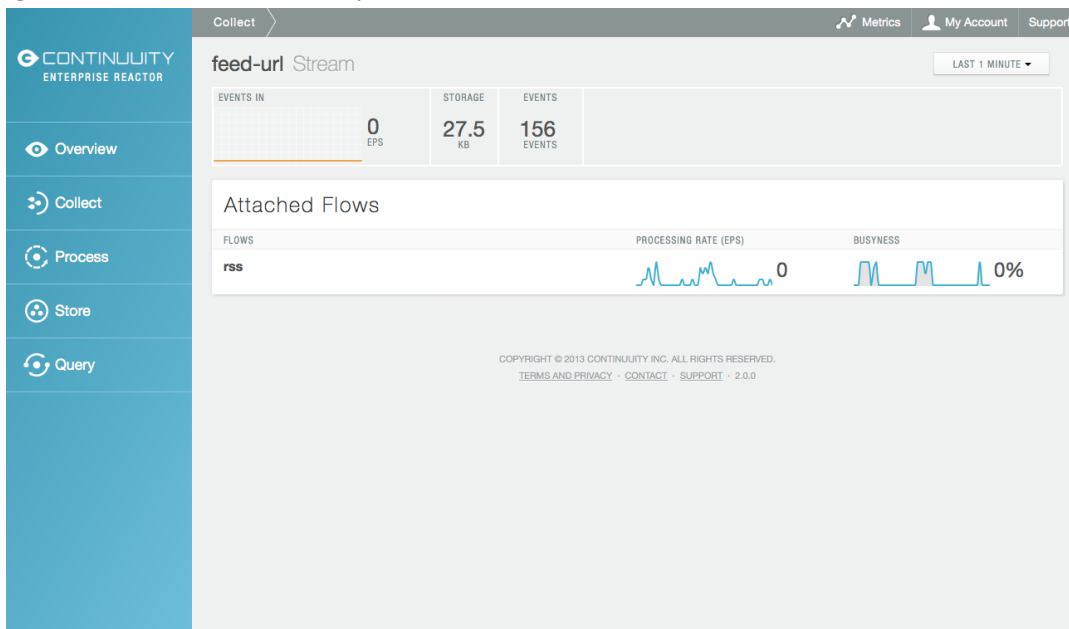 Collect
Metrics
My Account
Support
CONTINUUITY
ENTERPRISE REACTOR
feed-url Stream
LAST 1 MINUTE
EVENTS IN
STORAGE
EVENTS
0
EPS
27.5
KB
156
EVENTS
Overview
Collect
Process
Store
Query
Attached Flows
FLOWS
PROCESSING RATE (EPS)
BUSYNESS
rss
0
0%
COPYRIGHT © 2013 CONTINUUITY INC. ALL RIGHTS RESERVED.
TERMS AND PRIVACY · CONTACT · SUPPORT · 2.0.0